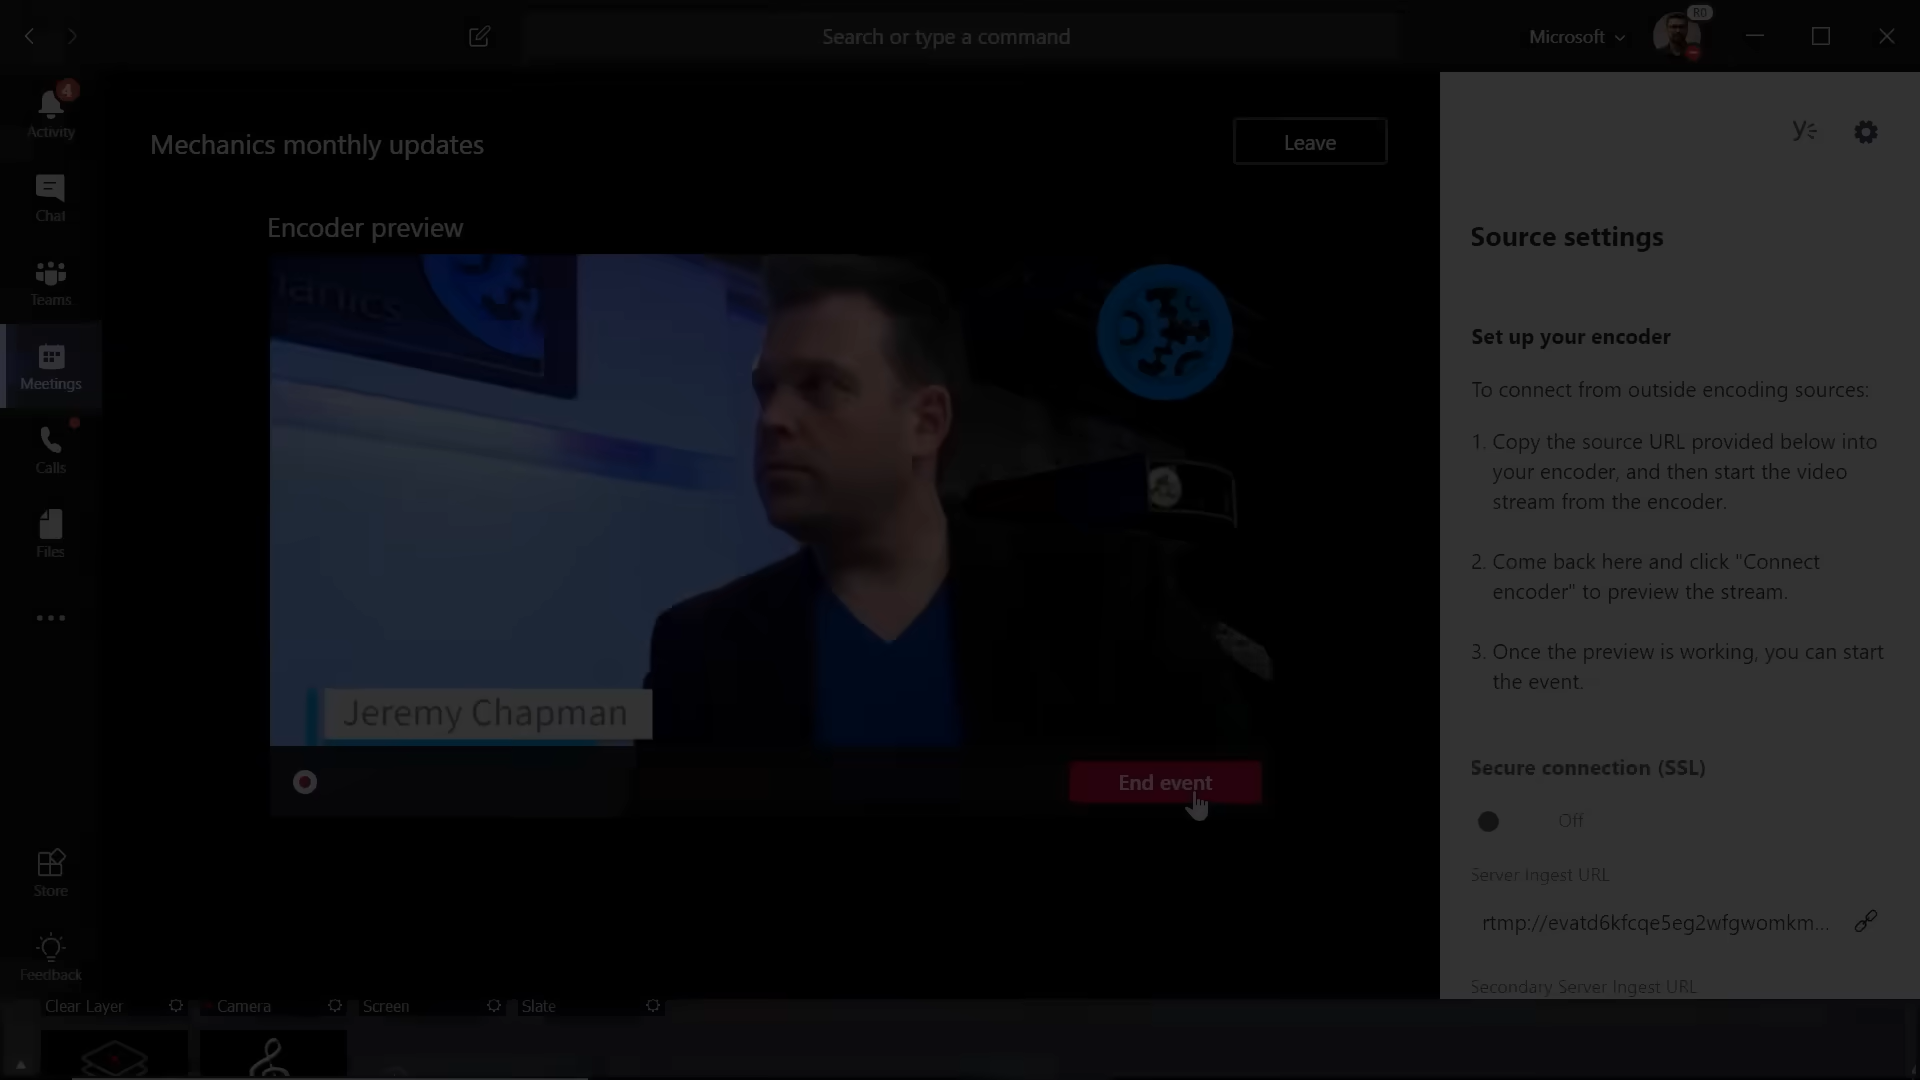 Search or type a command
Microsoft
RO
4
Activity
Chat
Teams
Meetings
Calls
Files
Store
Feedback
Mechanics monthly updates
Leave
Encoder preview
Jeremy Chapman
End event
Source settings
Set up your encoder
To connect from outside encoding sources:
1. Copy the source URL provided below into
your encoder, and then start the video
stream from the encoder.
2. Come back here and click "Connect
encoder" to preview the stream.
3. Once the preview is working, you can start
the event.
Secure connection (SSL)
Off
Server Ingest URL
rtmp://evatd6kfcqe5eg2wfgwomkm...
Secondary Server Ingest URL
Clear Layer
Camera
Screen
Slate